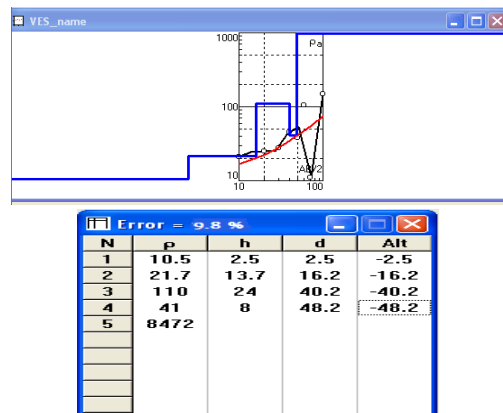 VES_name
1000
Pa
100
10
AB/2
10 100
Error = 9.8 %
N ρ h d Alt
1 10.5 2.5 2.5 -2.5
2 21.7 13.7 16.2 -16.2
3 110 24 40.2 -40.2
4 41 8 48.2 -48.2
5 8472